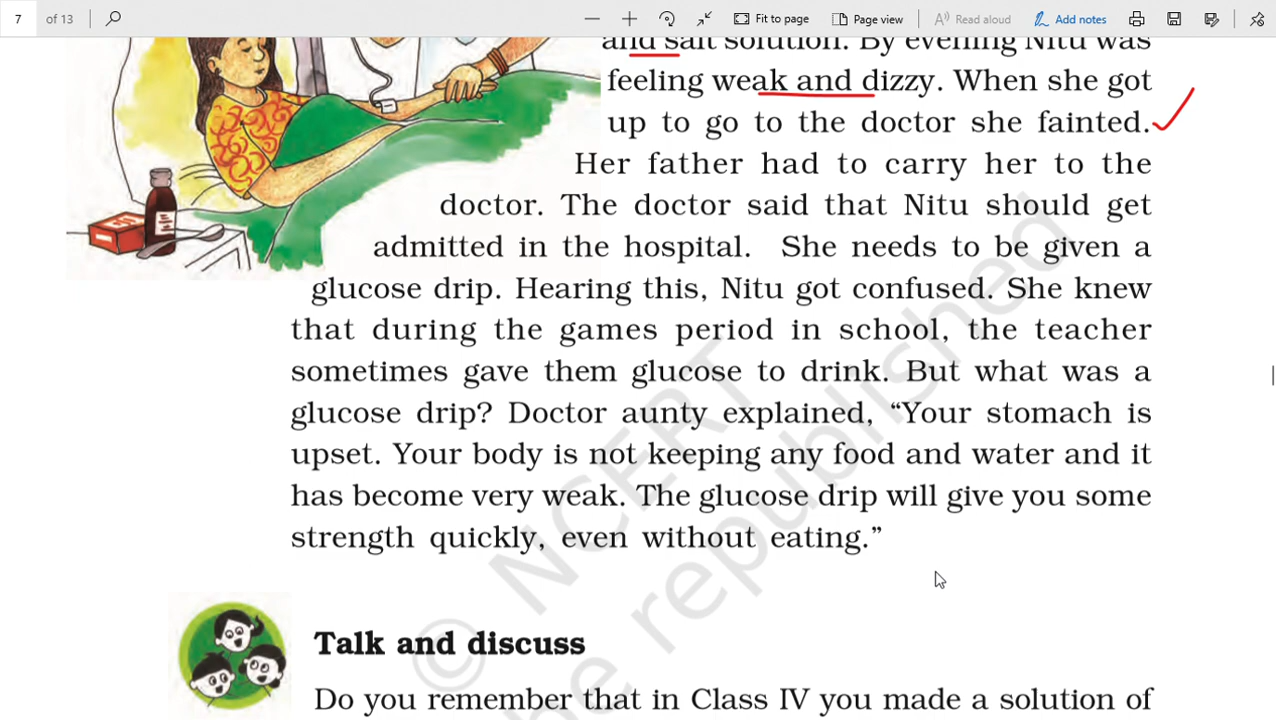 7 of 13 Fit to page Page view Read aloud Add notes
and salt solution. By evening Nitu was
feeling weak and dizzy. When she got
up to go to the doctor she fainted.
Her father had to carry her to the
doctor. The doctor said that Nitu should get
admitted in the hospital. She needs to be given a
glucose drip. Hearing this, Nitu got confused. She knew
that during the games period in school, the teacher
sometimes gave them glucose to drink. But what was a
glucose drip? Doctor aunty explained, “Your stomach is
upset. Your body is not keeping any food and water and it
has become very weak. The glucose drip will give you some
strength quickly, even without eating.”
© NCERT
he republished
Talk and discuss
Do you remember that in Class IV you made a solution of